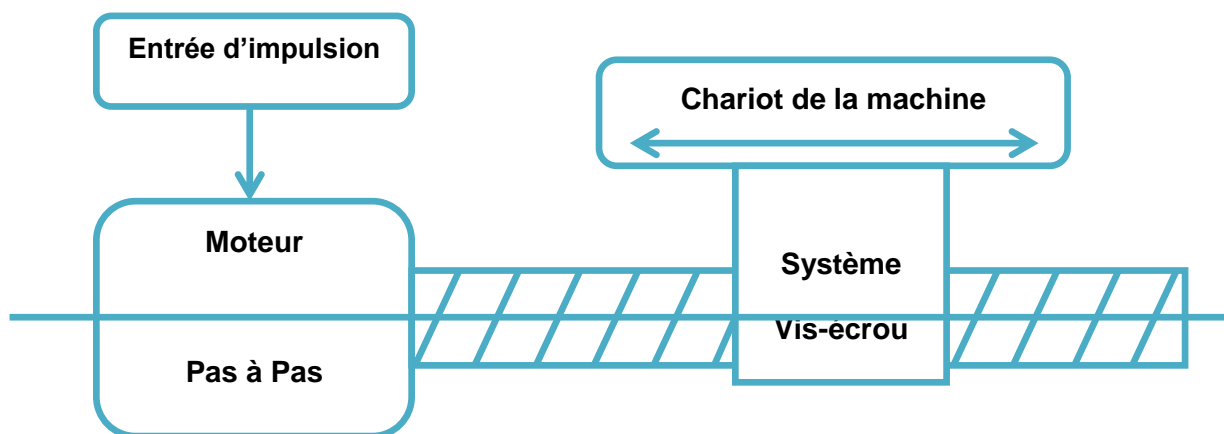 Entrée d’impulsion
Chariot de la machine
Moteur
Pas à Pas
Système
Vis-écrou